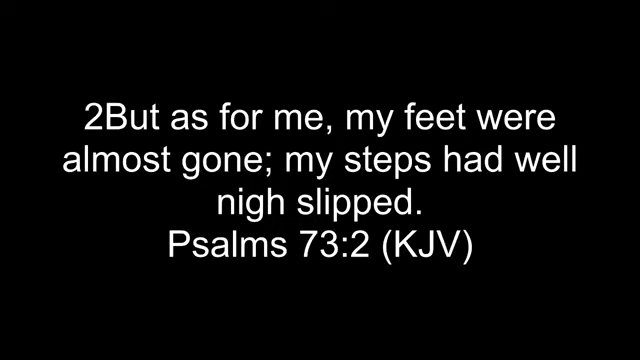 2But as for me, my feet were
almost gone; my steps had well
nigh slipped.
Psalms 73:2 (KJV)